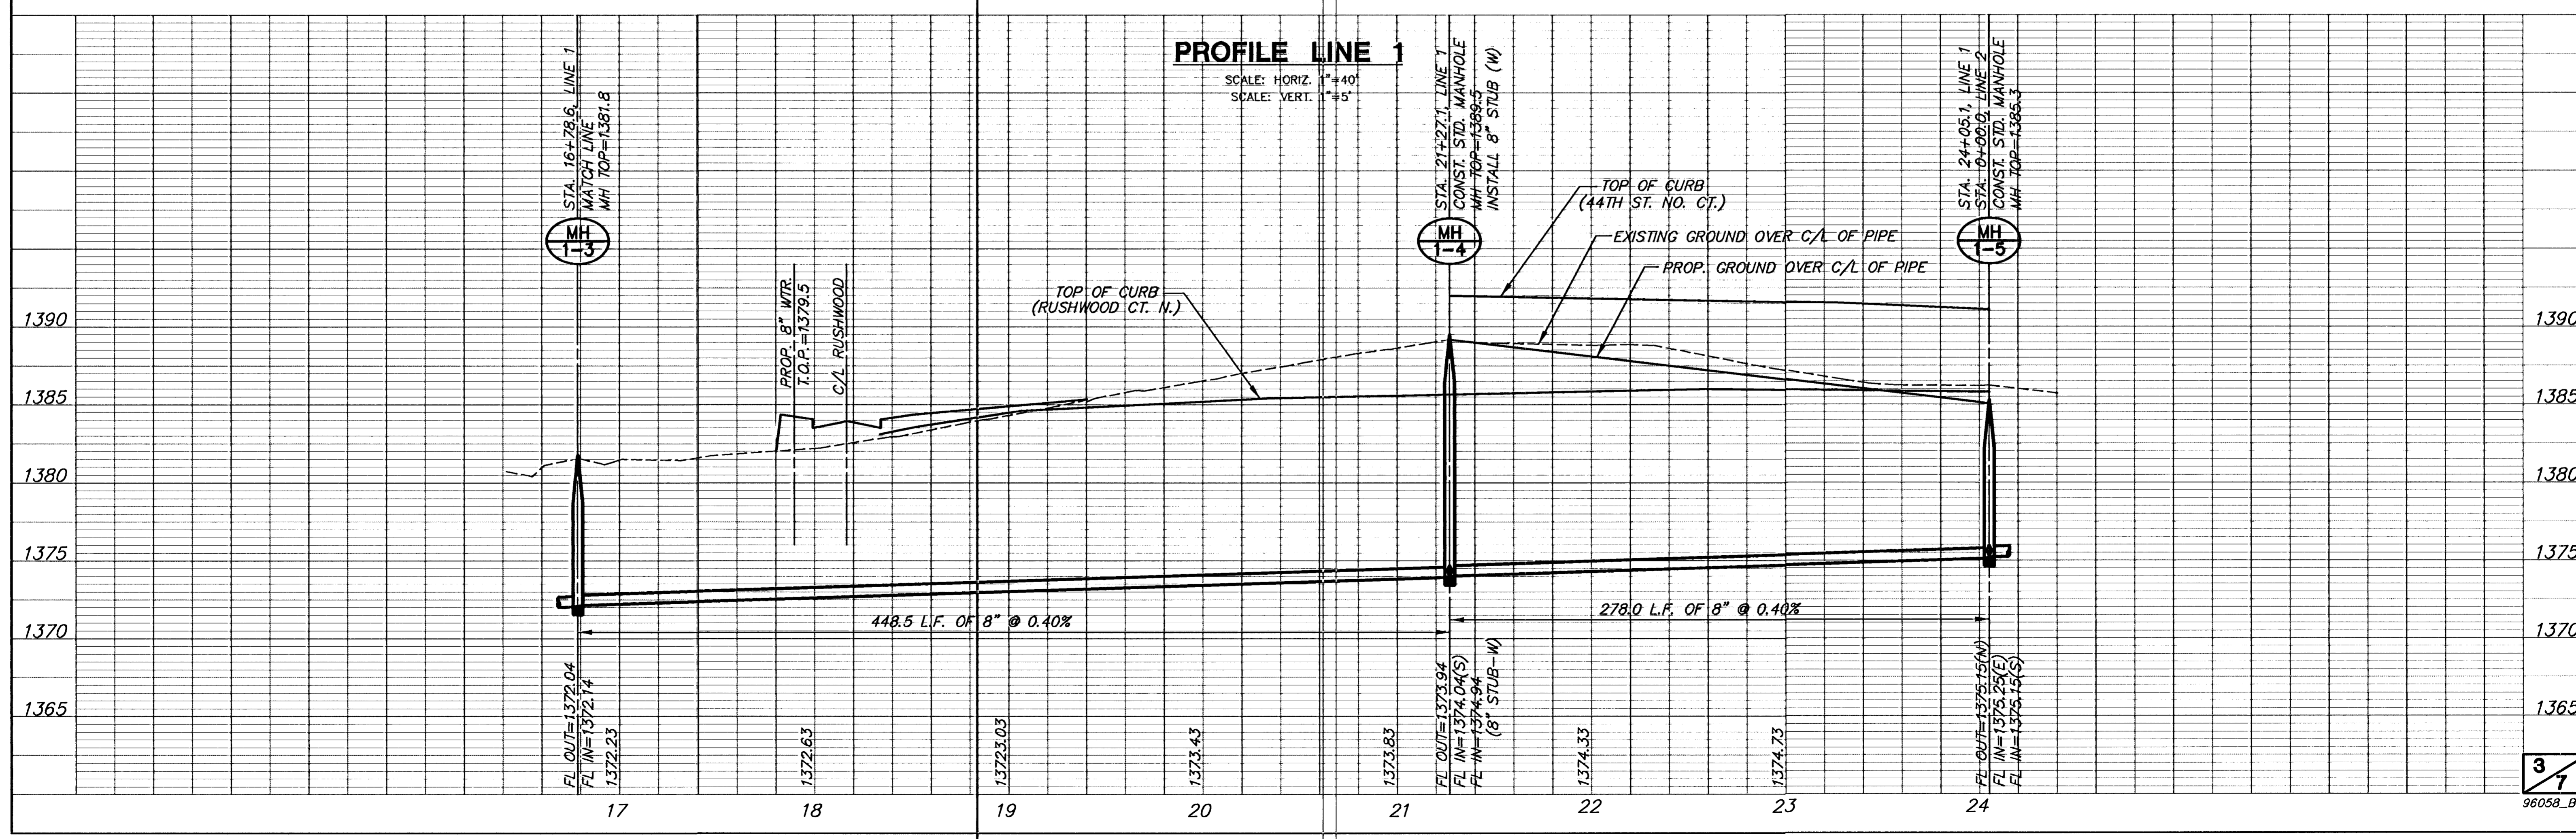 PROFILE LINE 1
SCALE: HORIZ. 1"=40'
SCALE: VERT. 1"=5'
STA. 16+78.6, LINE 1
MATCH LINE
MH TOP=1381.8
MH
1-3
STA. 21+27.1, LINE 1
CONST. STD. MANHOLE
MH TOP=1389.5
INSTALL 8" STUB (W)
MH
1-4
STA. 24+05.1, LINE 1
STA. 0+00.0, LINE 2
CONST. STD. MANHOLE
MH TOP=1385.3
MH
1-5
TOP OF CURB
(44TH ST. NO. CT.)
EXISTING GROUND OVER C/L OF PIPE
PROP. GROUND OVER C/L OF PIPE
TOP OF CURB
(RUSHWOOD CT. N.)
PROP. 8" WTR.
T.O.P.=1379.5
C/L RUSHWOOD
1390
1385
1380
1375
1370
1365
1390
1385
1380
1375
1370
1365
448.5 L.F. OF 8" @ 0.40%
278.0 L.F. OF 8" @ 0.40%
FL OUT=1372.04
FL IN=1372.14
1372.23
1372.63
13723.03
1373.43
1373.83
FL OUT=1373.94
FL IN=1374.04(S)
FL IN=1374.94
(8" STUB-W)
1374.33
1374.73
FL OUT=1375.15(N)
FL IN=1375.25(E)
FL IN=1375.15(S)
17
18
19
20
21
22
23
24
3/7
96058_B